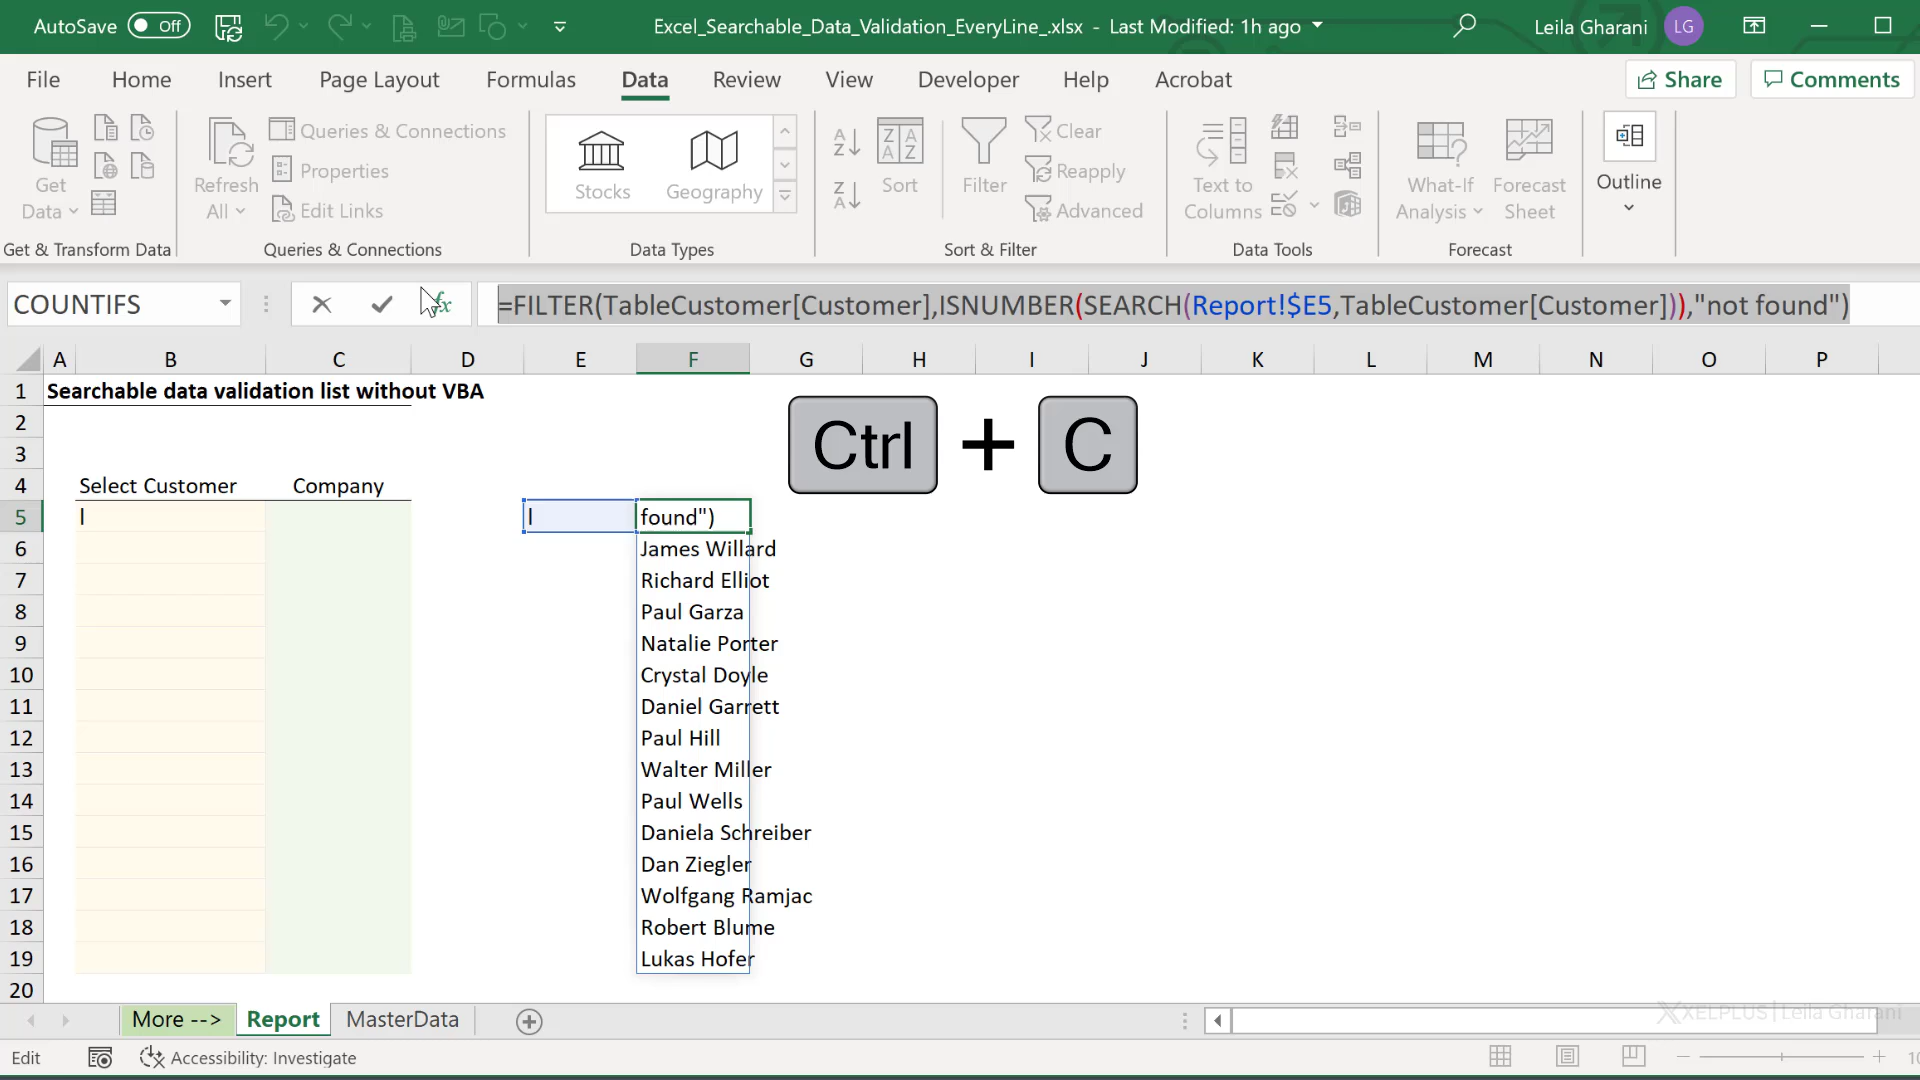 AutoSave Off Excel_Searchable_Data_Validation_EveryLine_.xlsx - Last Modified: 1h ago Leila Gharani LG
File Home Insert Page Layout Formulas Data Review View Developer Help Acrobat Share Comments
Get Data
Refresh All
Queries & Connections
Properties
Edit Links
Stocks
Geography
Sort
Filter
Clear
Reapply
Advanced
Text to Columns
What-If Analysis
Forecast Sheet
Outline
Get & Transform Data Queries & Connections Data Types Sort & Filter Data Tools Forecast
COUNTIFS fx =FILTER(TableCustomer[Customer],ISNUMBER(SEARCH(Report!$E5,TableCustomer[Customer])),"not found")
A B C D E F G H I J K L M N O P
1 Searchable data validation list without VBA
2
3
Ctrl + C
4 Select Customer Company
5 l l found")
6 James Willard
7 Richard Elliot
8 Paul Garza
9 Natalie Porter
10 Crystal Doyle
11 Daniel Garrett
12 Paul Hill
13 Walter Miller
14 Paul Wells
15 Daniela Schreiber
16 Dan Ziegler
17 Wolfgang Ramjac
18 Robert Blume
19 Lukas Hofer
20
XELPLUS | Leila Gharani
More --> Report MasterData
Edit Accessibility: Investigate